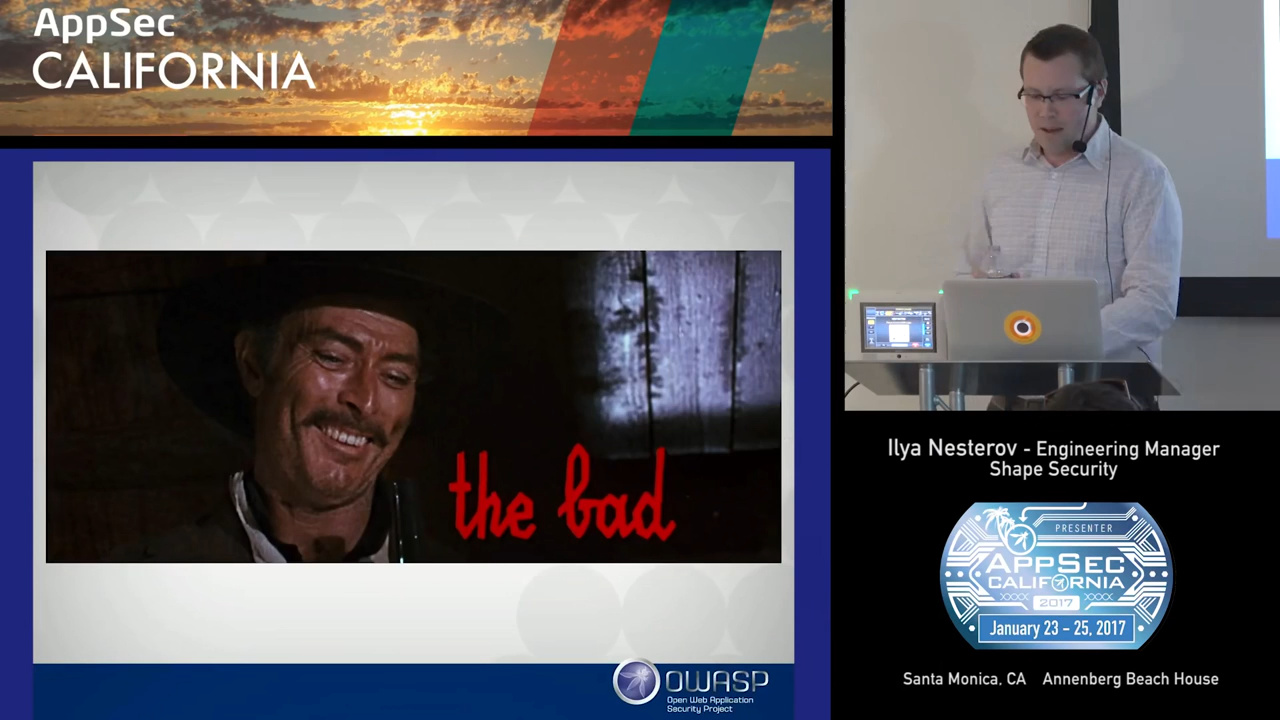 AppSec
CALIFORNIA
the bad
OWASP
Open Web Application
Security Project
Ilya Nesterov - Engineering Manager
Shape Security
PRESENTER
APPSEC
CALIFORNIA
2017
January 23 - 25, 2017
Santa Monica, CA Annenberg Beach House